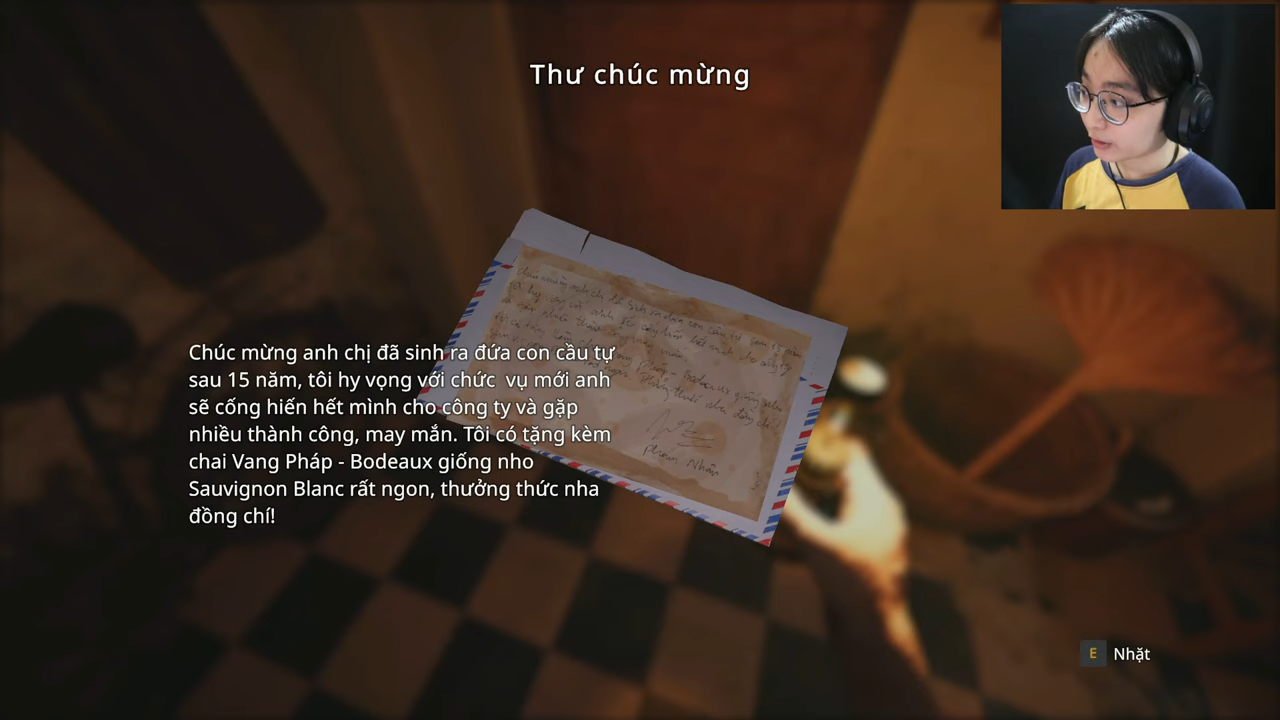 Thư chúc mừng
Chúc mừng anh chị đã sinh ra đứa con cầu tự
sau 15 năm, tôi hy vọng với chức vụ mới anh
sẽ cống hiến hết mình cho công ty và gặp
nhiều thành công, may mắn. Tôi có tặng kèm
chai Vang Pháp - Bodeaux giống nho
Sauvignon Blanc rất ngon, thưởng thức nha
đồng chí!
Phạm Nhân
E Nhặt